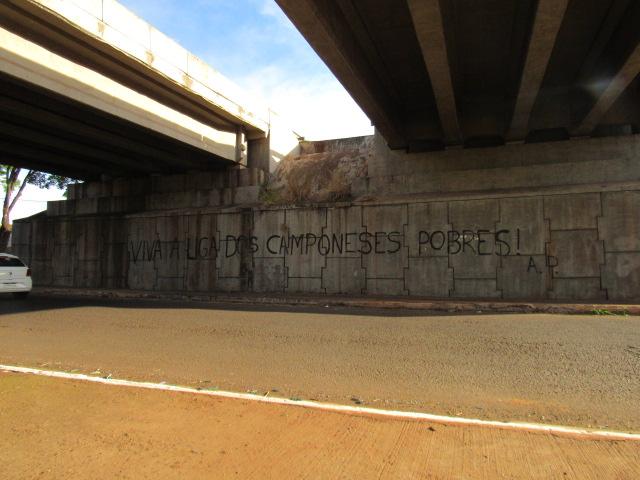 VIVA A LIGA DOS CAMPONESES POBRES!
A.P.